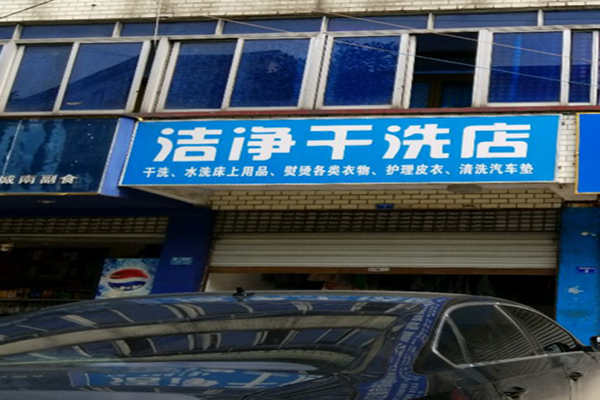 洁净干洗店
干洗、水洗床上用品、熨烫各类衣物、护理皮衣、清洗汽车垫
城南副食